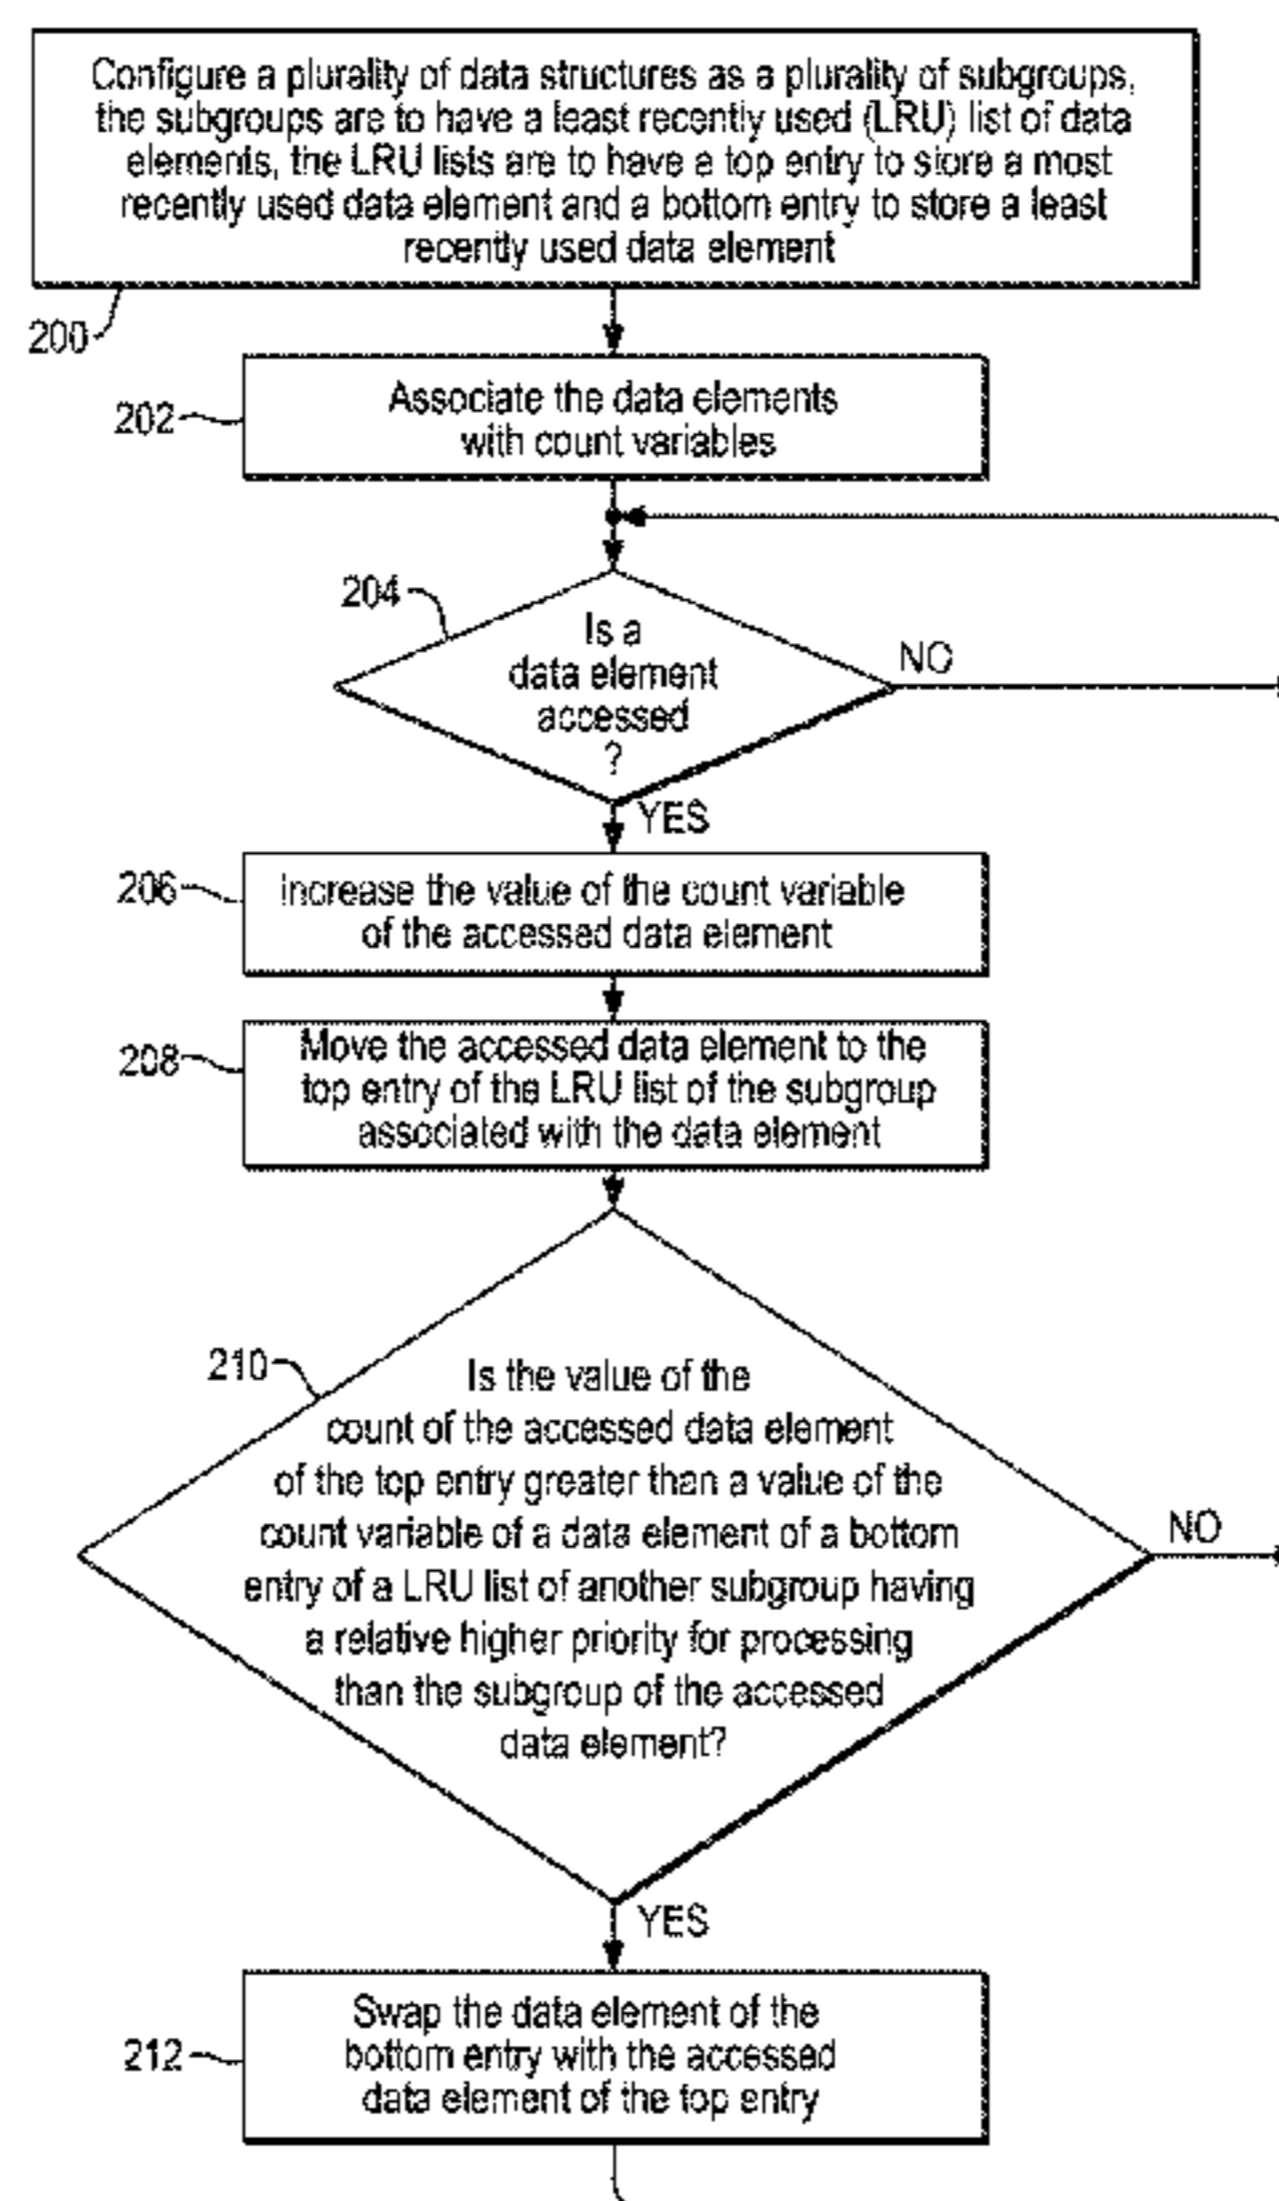 Configure a plurality of data structures as a plurality of subgroups,
the subgroups are to have a least recently used (LRU) list of data
elements, the LRU lists are to have a top entry to store a most
recently used data element and a bottom entry to store a least
recently used data element
200
202
Associate the data elements
with count variables
204
Is a
data element
accessed
?
NO
YES
206
Increase the value of the count variable
of the accessed data element
208
Move the accessed data element to the
top entry of the LRU list of the subgroup
associated with the data element
210
Is the value of the
count of the accessed data element
of the top entry greater than a value of the
count variable of a data element of a bottom
entry of a LRU list of another subgroup having
a relative higher priority for processing
than the subgroup of the accessed
data element?
NO
YES
212
Swap the data element of the
bottom entry with the accessed
data element of the top entry